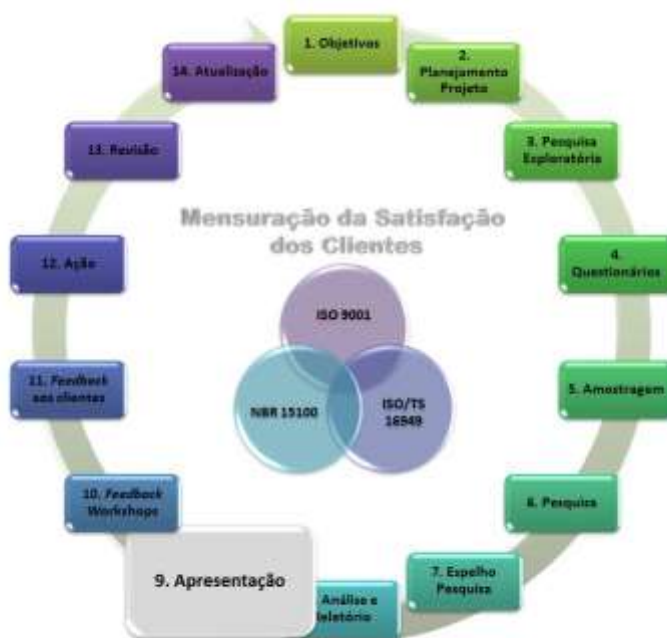 1. Objetivos
2.
Planejamento
Projeto
3. Pesquisa
Exploratória
4.
Questionários
5. Amostragem
6. Pesquisa
7. Espelho
Pesquisa
Análise e
Relatório
9. Apresentação
10. Feedback
Workshops
11. Feedback
aos clientes
12. Ação
13. Revisão
14. Atualização
Mensuração da Satisfação
dos Clientes
ISO 9001
NBR 15100
ISO/TS
16949